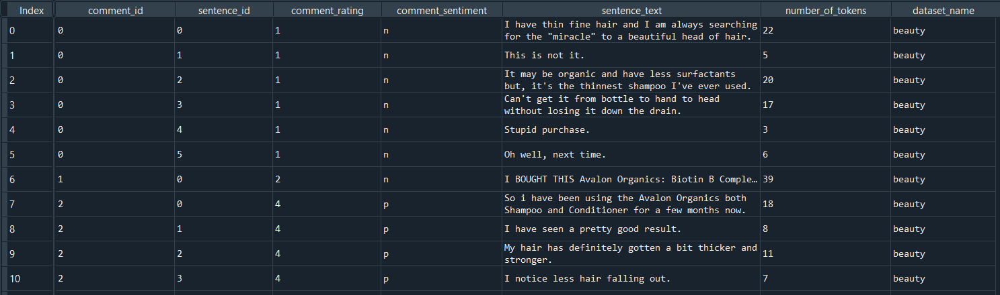 Index comment_id sentence_id comment_rating comment_sentiment sentence_text number_of_tokens dataset_name
0 0 0 1 n I have thin fine hair and I am always searching 22 beauty
for the "miracle" to a beautiful head of hair.
1 0 1 1 n This is not it. 5 beauty
2 0 2 1 n It may be organic and have less surfactants 20 beauty
but, it's the thinnest shampoo I've ever used.
3 0 3 1 n Can't get it from bottle to hand to head 17 beauty
without losing it down the drain.
4 0 4 1 n Stupid purchase. 3 beauty
5 0 5 1 n Oh well, next time. 6 beauty
6 1 0 2 n I BOUGHT THIS Avalon Organics: Biotin B Comple… 39 beauty
7 2 0 4 p So i have been using the Avalon Organics both 18 beauty
Shampoo and Conditioner for a few months now.
8 2 1 4 p I have seen a pretty good result. 8 beauty
9 2 2 4 p My hair has definitely gotten a bit thicker and 11 beauty
stronger.
10 2 3 4 p I notice less hair falling out. 7 beauty